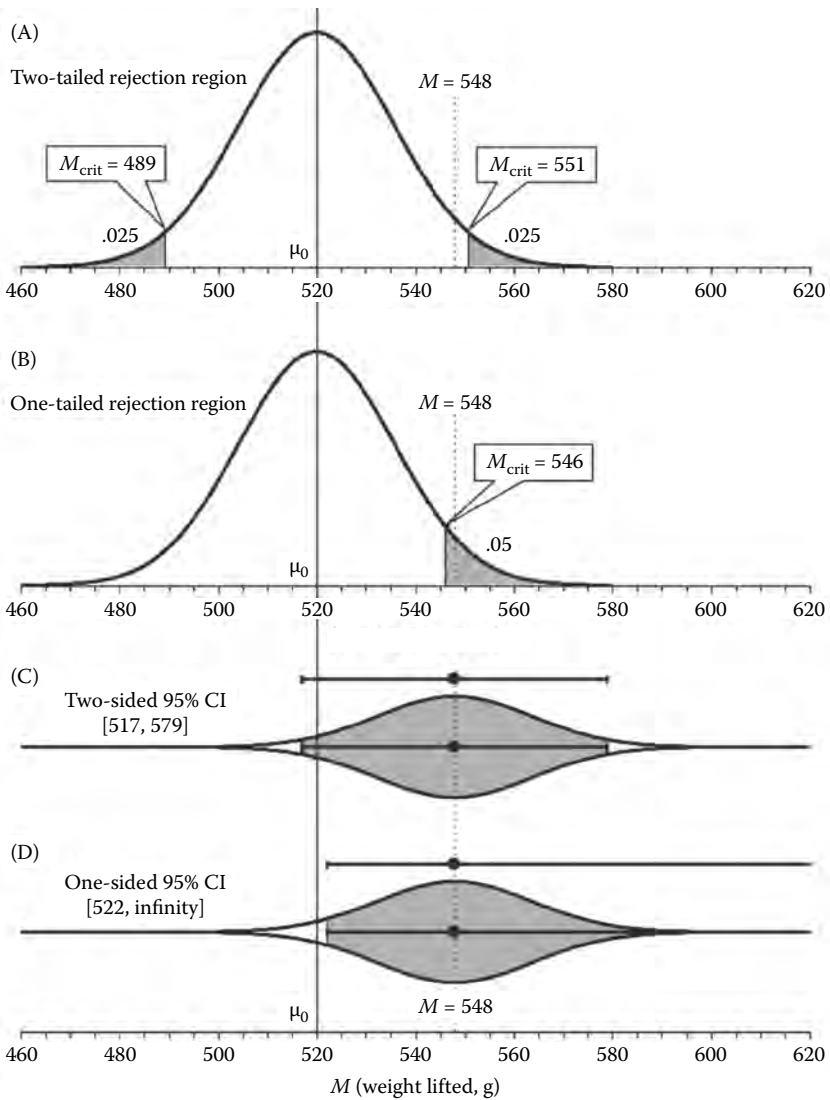 (A)
Two-tailed rejection region
M = 548
Mcrit = 489
Mcrit = 551
.025
.025
μ0
460 480 500 520 540 560 580 600 620
(B)
One-tailed rejection region
M = 548
Mcrit = 546
.05
μ0
460 480 500 520 540 560 580 600 620
(C)
Two-sided 95% CI
[517, 579]
(D)
One-sided 95% CI
[522, infinity]
μ0
M = 548
460 480 500 520 540 560 580 600 620
M (weight lifted, g)